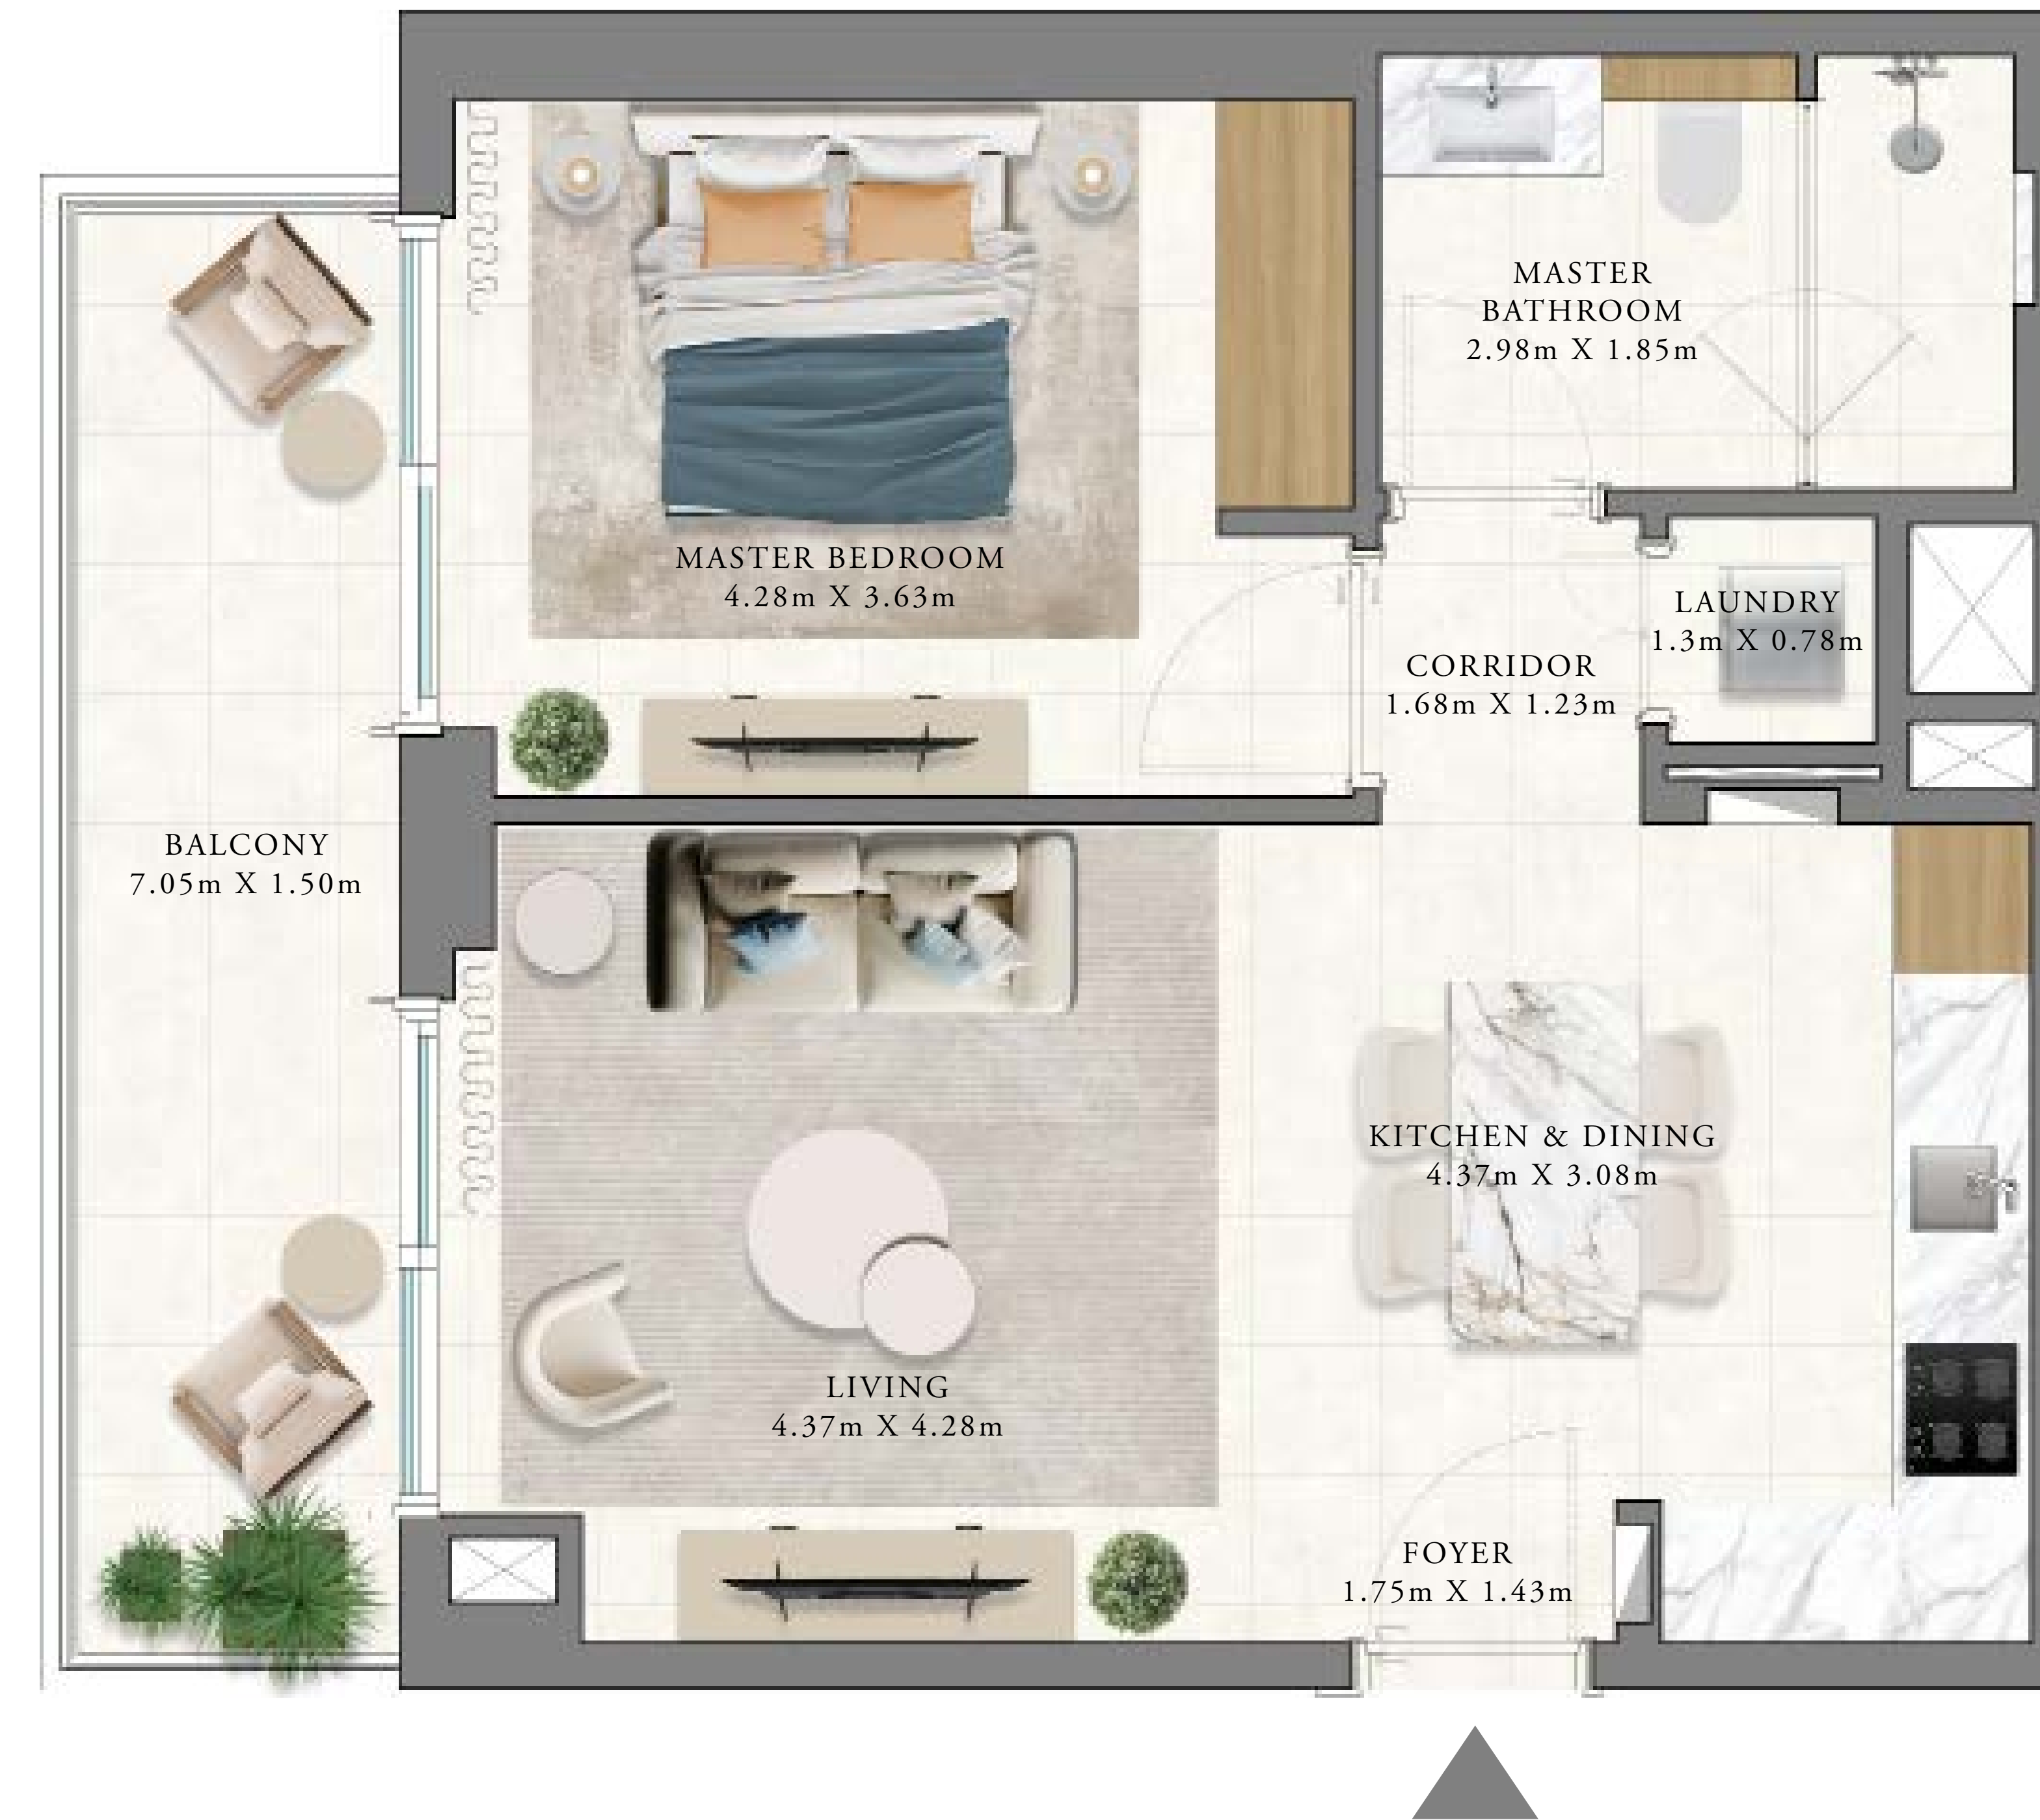 MASTER
BATHROOM
2.98m X 1.85m
MASTER BEDROOM
4.28m X 3.63m
LAUNDRY
1.3m X 0.78m
CORRIDOR
1.68m X 1.23m
BALCONY
7.05m X 1.50m
KITCHEN & DINING
4.37m X 3.08m
LIVING
4.37m X 4.28m
FOYER
1.75m X 1.43m